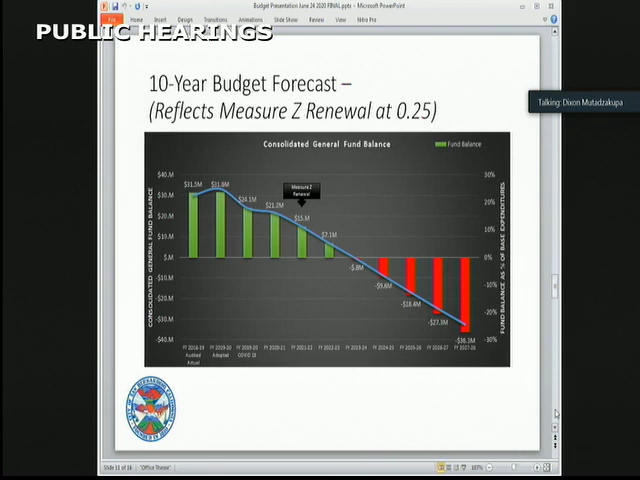 Budget Presentation June 24 2020 FINAL.pptx - Microsoft PowerPoint
File Home Insert Design Transitions Animations Slide Show Review View Nitro Pro
PUBLIC HEARINGS
10-Year Budget Forecast –
(Reflects Measure Z Renewal at 0.25)
Talking: Dixon Mutadzakupa
Consolidated General Fund Balance
Fund Balance
CONSOLIDATED GENERAL FUND BALANCE
$40.M
$30.M
$20.M
$10.M
$.M
-$10.M
-$20.M
-$30.M
-$40.M
$31.5M
$31.8M
$24.1M
$21.2M
$15.M
$7.1M
-$.8M
-$9.6M
-$18.4M
-$27.3M
-$36.3M
Measure Z
Renewal
30%
20%
10%
0%
-10%
-20%
-30%
FUND BALANCE AS % OF BASE EXPENDITURES
FY 2018-19 Audited Actual
FY 2019-20 Adopted
FY 2019-20 COVID 19
FY 2020-21
FY 2021-22
FY 2022-23
FY 2023-24
FY 2024-25
FY 2025-26
FY 2026-27
FY 2027-28
Slide 11 of 16
"Office Theme"